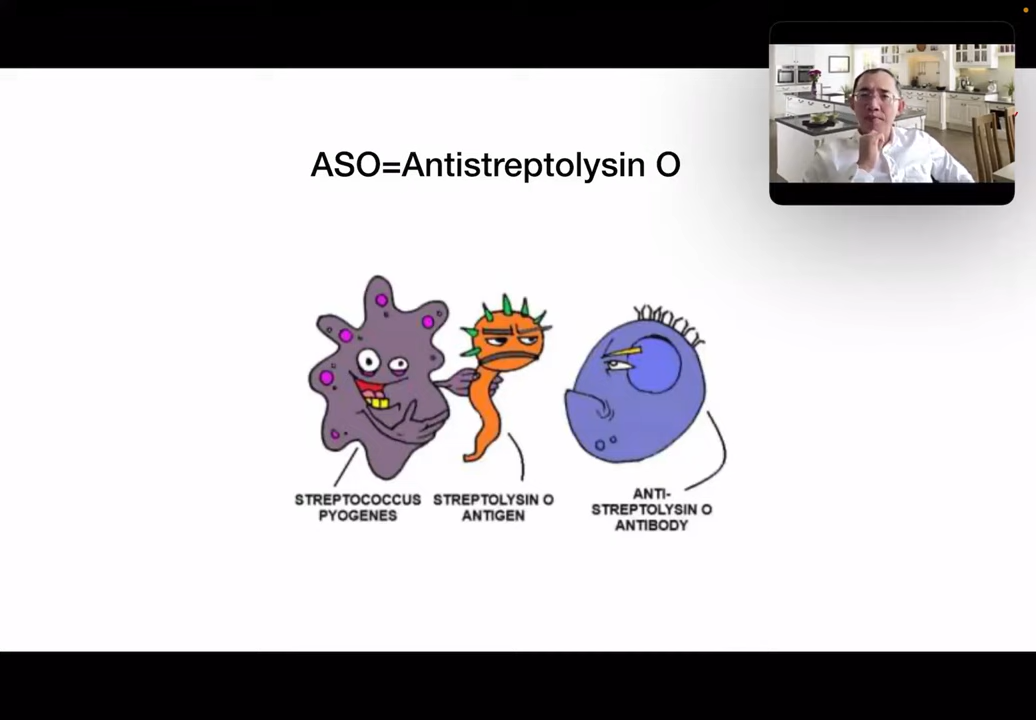 ASO=Antistreptolysin O
STREPTOCOCCUS
PYOGENES
STREPTOLYSIN O
ANTIGEN
ANTI-
STREPTOLYSIN O
ANTIBODY